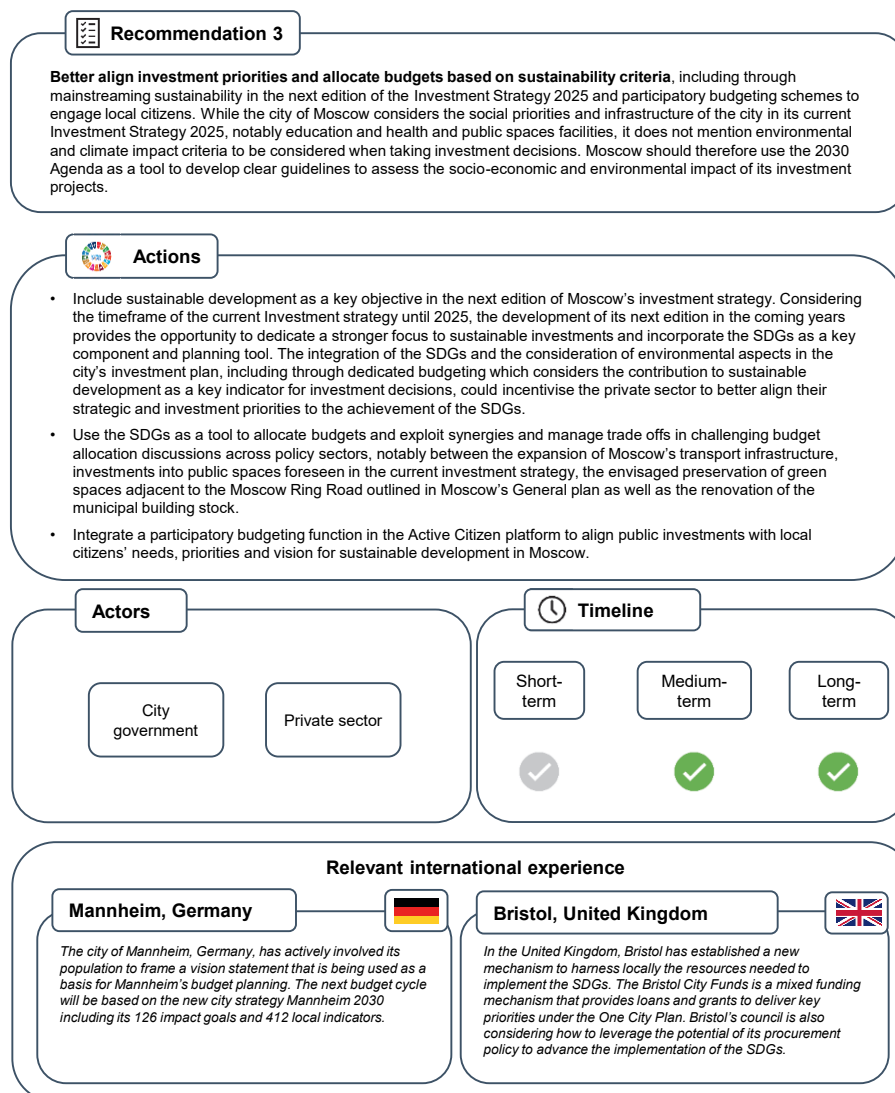 Recommendation 3
Better align investment priorities and allocate budgets based on sustainability criteria, including through
mainstreaming sustainability in the next edition of the Investment Strategy 2025 and participatory budgeting schemes to
engage local citizens. While the city of Moscow considers the social priorities and infrastructure of the city in its current
Investment Strategy 2025, notably education and health and public spaces facilities, it does not mention environmental
and climate impact criteria to be considered when taking investment decisions. Moscow should therefore use the 2030
Agenda as a tool to develop clear guidelines to assess the socio-economic and environmental impact of its investment
projects.
Actions
• Include sustainable development as a key objective in the next edition of Moscow's investment strategy. Considering
the timeframe of the current Investment strategy until 2025, the development of its next edition in the coming years
provides the opportunity to dedicate a stronger focus to sustainable investments and incorporate the SDGs as a key
component and planning tool. The integration of the SDGs and the consideration of environmental aspects in the
city's investment plan, including through dedicated budgeting which considers the contribution to sustainable
development as a key indicator for investment decisions, could incentivise the private sector to better align their
strategic and investment priorities to the achievement of the SDGs.
• Use the SDGs as a tool to allocate budgets and exploit synergies and manage trade offs in challenging budget
allocation discussions across policy sectors, notably between the expansion of Moscow's transport infrastructure,
investments into public spaces foreseen in the current investment strategy, the envisaged preservation of green
spaces adjacent to the Moscow Ring Road outlined in Moscow's General plan as well as the renovation of the
municipal building stock.
• Integrate a participatory budgeting function in the Active Citizen platform to align public investments with local
citizens' needs, priorities and vision for sustainable development in Moscow.
Actors
City
government
Private sector
Timeline
Short-
term
Medium-
term
Long-
term
Relevant international experience
Mannheim, Germany
The city of Mannheim, Germany, has actively involved its
population to frame a vision statement that is being used as a
basis for Mannheim's budget planning. The next budget cycle
will be based on the new city strategy Mannheim 2030
including its 126 impact goals and 412 local indicators.
Bristol, United Kingdom
In the United Kingdom, Bristol has established a new
mechanism to harness locally the resources needed to
implement the SDGs. The Bristol City Funds is a mixed funding
mechanism that provides loans and grants to deliver key
priorities under the One City Plan. Bristol's council is also
considering how to leverage the potential of its procurement
policy to advance the implementation of the SDGs.